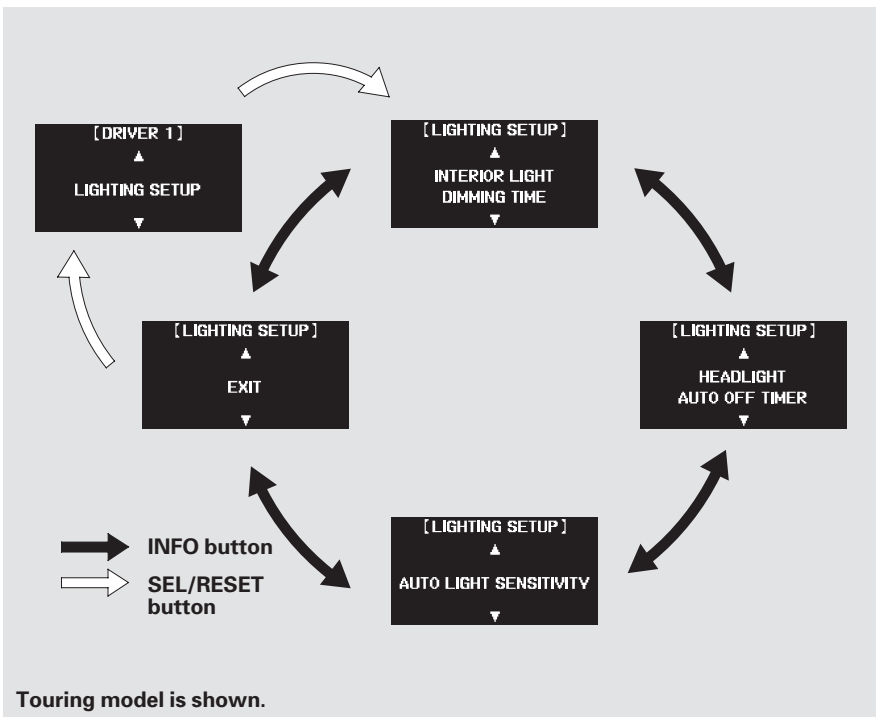 [DRIVER 1]
▲
LIGHTING SETUP
▼
[LIGHTING SETUP]
▲
INTERIOR LIGHT
DIMMING TIME
▼
[LIGHTING SETUP]
▲
HEADLIGHT
AUTO OFF TIMER
▼
[LIGHTING SETUP]
▲
AUTO LIGHT SENSITIVITY
▼
[LIGHTING SETUP]
▲
EXIT
▼
INFO button
SEL/RESET
button
Touring model is shown.